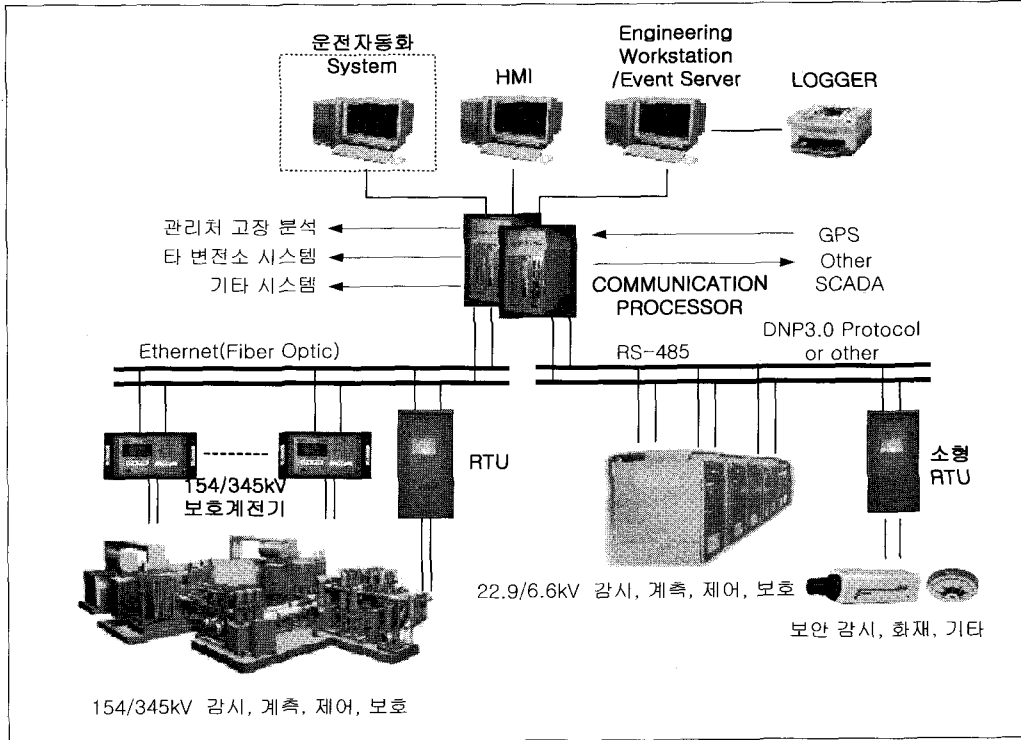 운전자동화
System
HMI
Engineering
Workstation
/Event Server
LOGGER
관리처 고장 분석
타 변전소 시스템
기타 시스템
GPS
Other
SCADA
COMMUNICATION
PROCESSOR
Ethernet(Fiber Optic)
RS-485
DNP3.0 Protocol
or other
RTU
154/345kV
보호계전기
소형
RTU
22.9/6.6kV 감시, 계측, 제어, 보호
보안 감시, 화재, 기타
154/345kV 감시, 계측, 제어, 보호